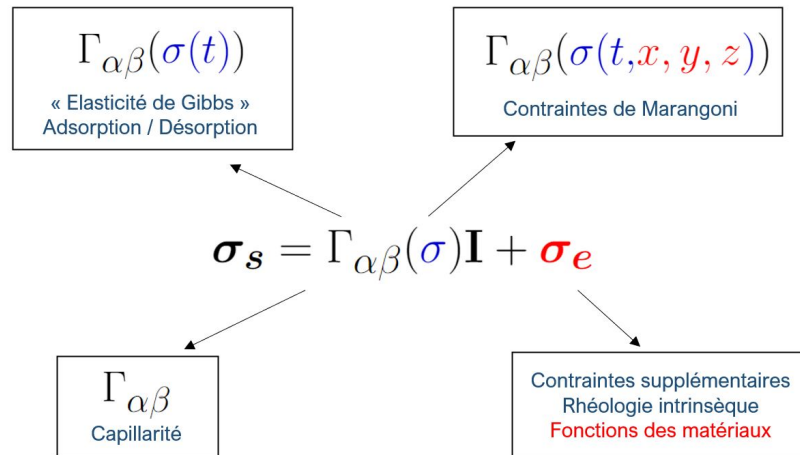 Γαβ(σ(t))
« Elasticité de Gibbs »
Adsorption / Désorption
Γαβ(σ(t,x, y, z))
Contraintes de Marangoni
σs = Γαβ(σ)I + σe
Γαβ
Capillarité
Contraintes supplémentaires
Rhéologie intrinsèque
Fonctions des matériaux